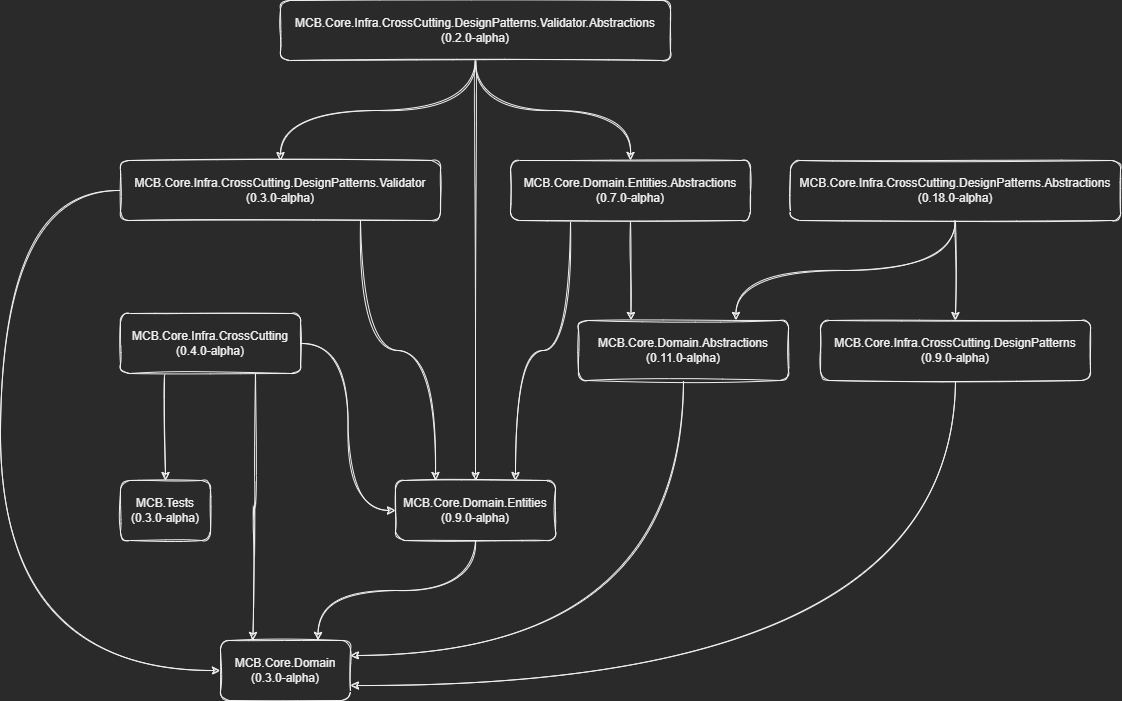 MCB.Core.Infra.CrossCutting.DesignPatterns.Validator.Abstractions
(0.2.0-alpha)
MCB.Core.Infra.CrossCutting.DesignPatterns.Validator
(0.3.0-alpha)
MCB.Core.Domain.Entities.Abstractions
(0.7.0-alpha)
MCB.Core.Infra.CrossCutting.DesignPatterns.Abstractions
(0.18.0-alpha)
MCB.Core.Infra.CrossCutting
(0.4.0-alpha)
MCB.Core.Domain.Abstractions
(0.11.0-alpha)
MCB.Core.Infra.CrossCutting.DesignPatterns
(0.9.0-alpha)
MCB.Tests
(0.3.0-alpha)
MCB.Core.Domain.Entities
(0.9.0-alpha)
MCB.Core.Domain
(0.3.0-alpha)